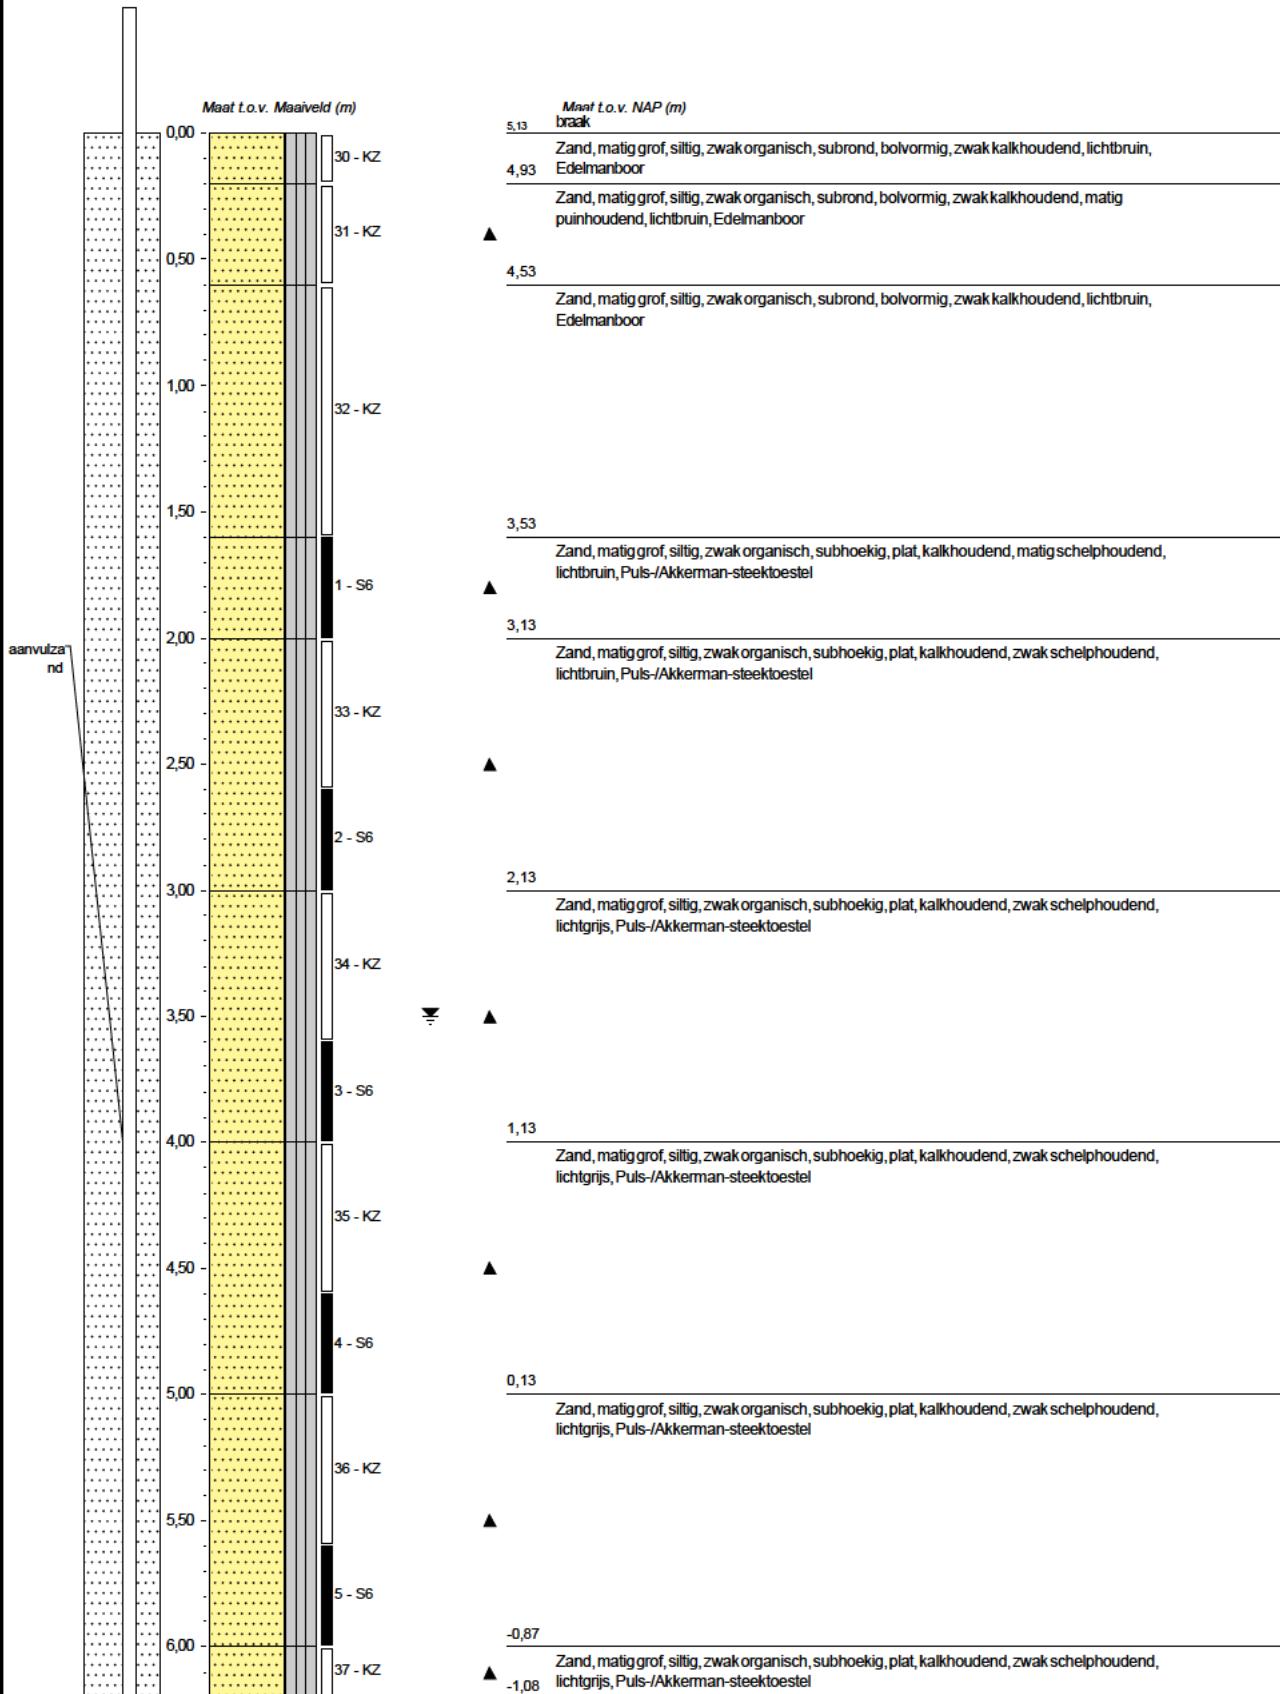 Maat t.o.v. Maaiveld (m)
Maat t.o.v. NAP (m)
0,00
5,13
braak
30 - KZ
Zand, matig grof, siltig, zwak organisch, subrond, bolvormig, zwak kalkhoudend, lichtbruin,
4,93
Edelmanboor
31 - KZ
Zand, matig grof, siltig, zwak organisch, subrond, bolvormig, zwak kalkhoudend, matig
puinhoudend, lichtbruin, Edelmanboor
0,50
4,53
Zand, matig grof, siltig, zwak organisch, subrond, bolvormig, zwak kalkhoudend, lichtbruin,
Edelmanboor
1,00
32 - KZ
1,50
3,53
Zand, matig grof, siltig, zwak organisch, subhoekig, plat, kalkhoudend, matig schelphoudend,
lichtbruin, Puls-/Akkerman-steektoestel
1 - S6
3,13
2,00
aanvulza
nd
Zand, matig grof, siltig, zwak organisch, subhoekig, plat, kalkhoudend, zwak schelphoudend,
lichtbruin, Puls-/Akkerman-steektoestel
33 - KZ
2,50
2 - S6
2,13
3,00
Zand, matig grof, siltig, zwak organisch, subhoekig, plat, kalkhoudend, zwak schelphoudend,
lichtgrijs, Puls-/Akkerman-steektoestel
34 - KZ
3,50
3 - S6
1,13
4,00
Zand, matig grof, siltig, zwak organisch, subhoekig, plat, kalkhoudend, zwak schelphoudend,
lichtgrijs, Puls-/Akkerman-steektoestel
35 - KZ
4,50
4 - S6
0,13
5,00
Zand, matig grof, siltig, zwak organisch, subhoekig, plat, kalkhoudend, zwak schelphoudend,
lichtgrijs, Puls-/Akkerman-steektoestel
36 - KZ
5,50
5 - S6
-0,87
6,00
37 - KZ
Zand, matig grof, siltig, zwak organisch, subhoekig, plat, kalkhoudend, zwak schelphoudend,
-1,08
lichtgrijs, Puls-/Akkerman-steektoestel